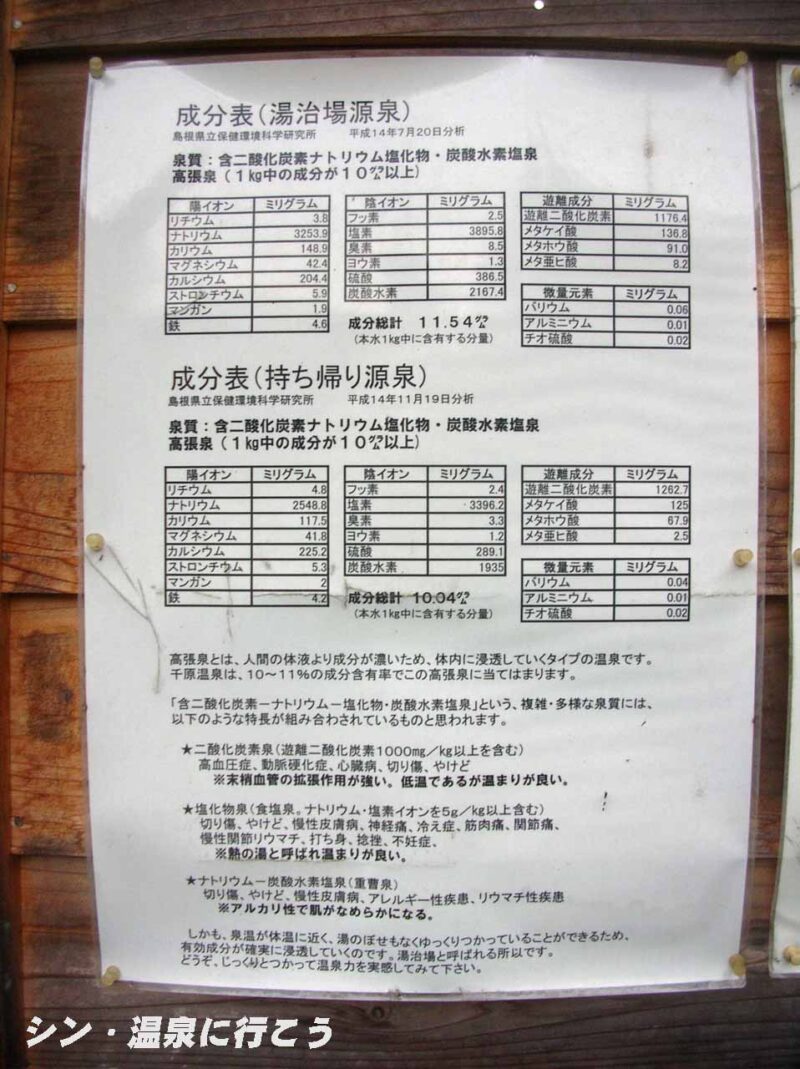 成分表(湯治場源泉)
島根県立保健環境科学研究所 平成14年7月20日分析
泉質:含二酸化炭素ナトリウム塩化物・炭酸水素塩泉
高張泉(1㎏中の成分が10㌘以上)
陽イオン ミリグラム
リチウム 3.8
ナトリウム 3253.9
カリウム 148.9
マグネシウム 42.4
カルシウム 204.4
ストロンチウム 5.9
マンガン 1.9
鉄 4.6
陰イオン ミリグラム
フッ素 2.5
塩素 3895.8
臭素 8.5
ヨウ素 1.3
硫酸 386.5
炭酸水素 2167.4
成分総計 11.54㌘
(本水1kg中に含有する分量)
遊離成分 ミリグラム
遊離二酸化炭素 1176.4
メタケイ酸 136.8
メタホウ酸 91.0
メタ亜ヒ酸 8.2
微量元素 ミリグラム
バリウム 0.06
アルミニウム 0.01
チオ硫酸 0.02
成分表(持ち帰り源泉)
島根県立保健環境科学研究所 平成14年11月19日分析
泉質:含二酸化炭素ナトリウム塩化物・炭酸水素塩泉
高張泉(1㎏中の成分が10㌘以上)
陽イオン ミリグラム
リチウム 4.8
ナトリウム 2548.8
カリウム 117.5
マグネシウム 41.8
カルシウム 225.2
ストロンチウム 5.3
マンガン 2
鉄 4.2
陰イオン ミリグラム
フッ素 2.4
塩素 3396.2
臭素 3.3
ヨウ素 1.2
硫酸 289.1
炭酸水素 1935
成分総計 10.04㌘
(本水1kg中に含有する分量)
遊離成分 ミリグラム
遊離二酸化炭素 1262.7
メタケイ酸 125
メタホウ酸 67.9
メタ亜ヒ酸 2.5
微量元素 ミリグラム
バリウム 0.04
アルミニウム 0.01
チオ硫酸 0.02
高張泉とは、人間の体液より成分が濃いため、体内に浸透していくタイプの温泉です。
千原温泉は、10〜11%の成分含有率でこの高張泉に当てはまります。
「含二酸化炭素ーナトリウムー塩化物・炭酸水素塩泉」という、複雑・多様な泉質には、
以下のような特長が組み合わされているものと思われます。
★二酸化炭素泉(遊離二酸化炭素1000mg/kg以上を含む)
高血圧症、動脈硬化症、心臓病、切り傷、やけど
※末梢血管の拡張作用が強い。低温であるが温まりが良い。
★塩化物泉(食塩泉。ナトリウム・塩素イオンを5g/kg以上含む)
切り傷、やけど、慢性皮膚病、神経痛、冷え症、筋肉痛、関節痛、
慢性関節リウマチ、打ち身、捻挫、不妊症、
※熱の湯と呼ばれ温まりが良い。
★ナトリウムー炭酸水素塩泉(重曹泉)
切り傷、やけど、慢性皮膚病、アレルギー性疾患、リウマチ性疾患
※アルカリ性で肌がなめらかになる。
しかも、泉温が体温に近く、湯のぼせもなくゆっくりつかっていることができるため、
有効成分が確実に浸透していくのです。湯治場と呼ばれる所以です。
どうぞ、じっくりとつかって温泉力を実感してみて下さい。
シン・温泉に行こう